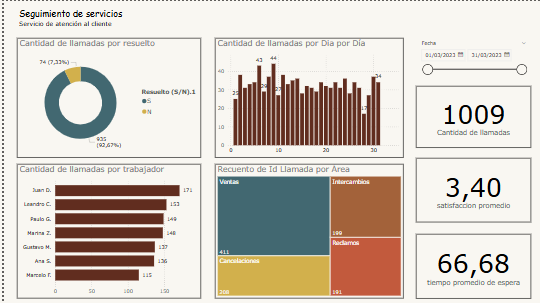 Seguimiento de servicios
Servicio de atención al cliente
Cantidad de llamadas por resuelto
74 (7,33%)
Resuelto (S/N).1
S
N
935
(92,67%)
Cantidad de llamadas por Día por Día
40
30
20
10
0
25
43
29
44
27
17
34
0
10
20
30
Fecha
01/03/2023
31/03/2023
1009
Cantidad de llamadas
3,40
satisfaccion promedio
66,68
tiempo promedio de espera
Cantidad de llamadas por trabajador
Juan D.
171
Leandro C.
153
Paulo G.
149
Marina Z.
148
Gustavo M.
137
Ana S.
136
Marcelo F.
115
0
50
100
150
Recuento de Id Llamada por Area
Ventas
411
Cancelaciones
208
Intercambios
199
Reclamos
191